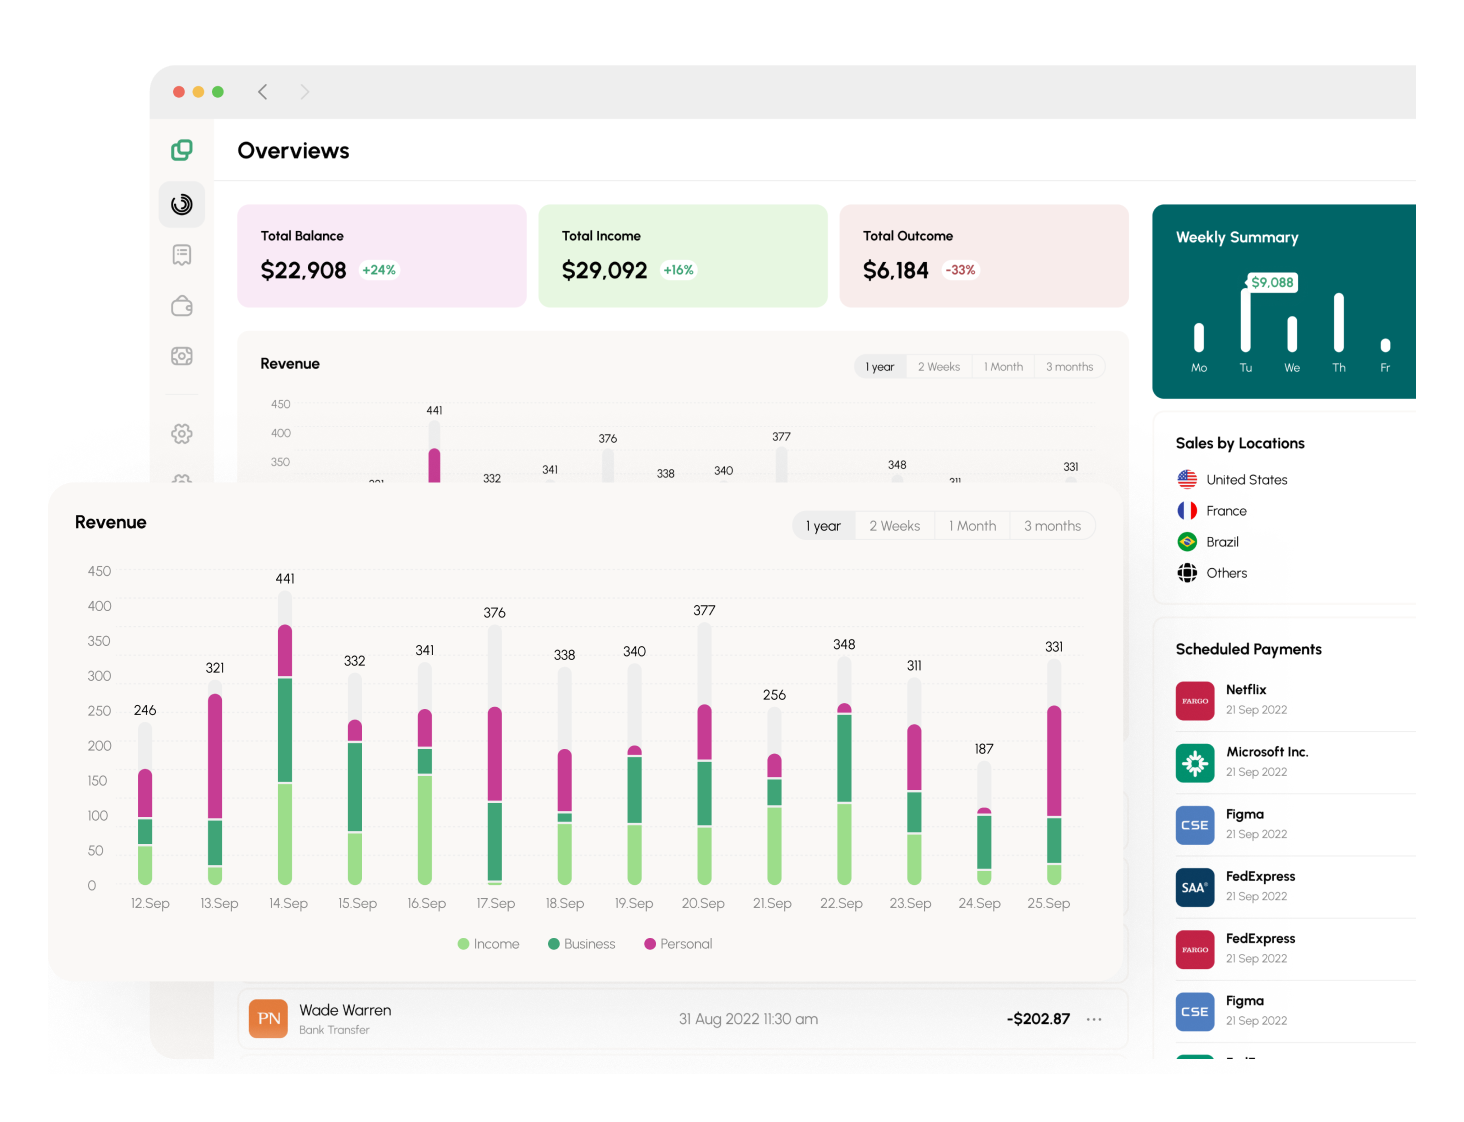 Overviews
Total Balance
$22,908 +24%
Total Income
$29,092 +16%
Total Outcome
$6,184 -33%
Weekly Summary
$9,088
Mo Tu We Th Fr
Revenue
1 year 2 Weeks 1 Month 3 months
450
400
350
441
376
377
332
341
338
340
348
331
Sales by Locations
United States
France
Brazil
Others
Revenue
1 year 2 Weeks 1 Month 3 months
450
400
350
300
250
200
150
100
50
0
246
321
441
332
341
376
338
340
377
256
348
311
187
331
12.Sep 13.Sep 14.Sep 15.Sep 16.Sep 17.Sep 18.Sep 19.Sep 20.Sep 21.Sep 22.Sep 23.Sep 24.Sep 25.Sep
Income Business Personal
Scheduled Payments
FARGO
Netflix
21 Sep 2022
Microsoft Inc.
21 Sep 2022
CSE
Figma
21 Sep 2022
SAA®
FedExpress
21 Sep 2022
FARGO
FedExpress
21 Sep 2022
CSE
Figma
21 Sep 2022
PN
Wade Warren
Bank Transfer
31 Aug 2022 11:30 am
-$202.87